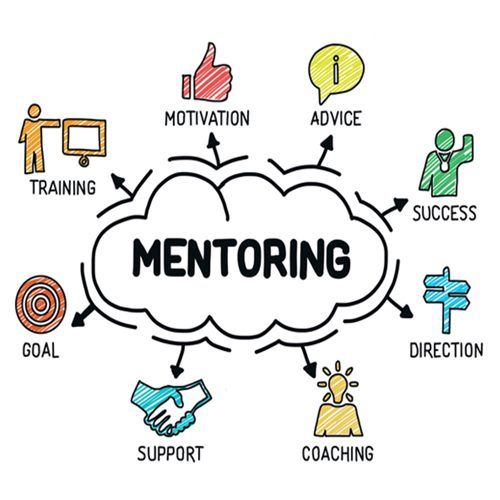 MOTIVATION
ADVICE
TRAINING
SUCCESS
MENTORING
GOAL
DIRECTION
SUPPORT
COACHING